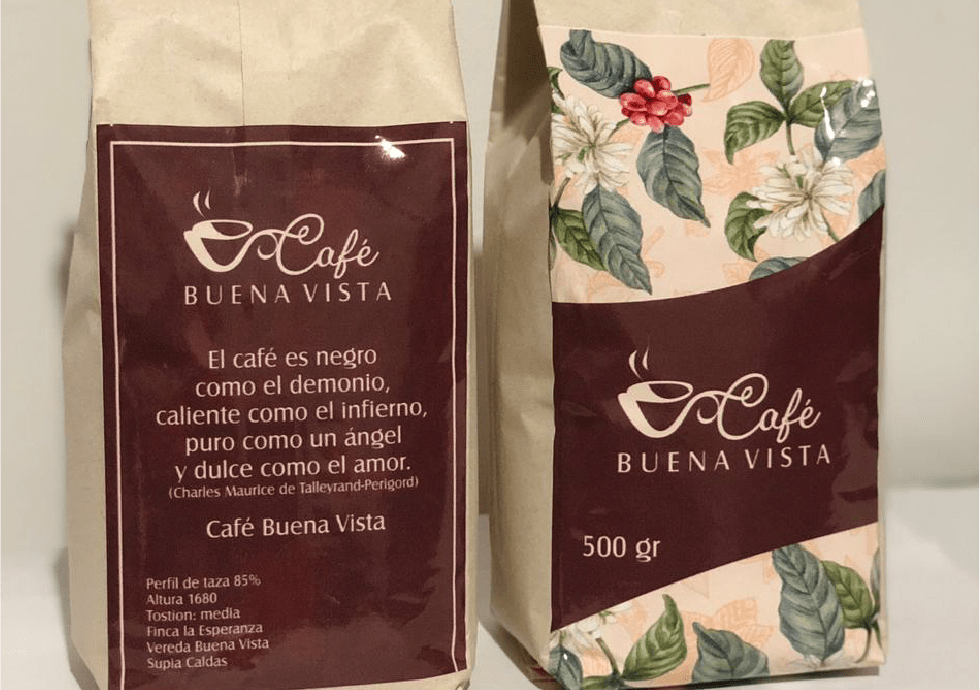 Café
BUENA VISTA
El café es negro
como el demonio,
caliente como el infierno,
puro como un ángel
y dulce como el amor.
(Charles Maurice de Talleyrand-Perigord)
Café Buena Vista
Perfil de taza 85%
Altura 1680
Tostion: media
Finca la Esperanza
Vereda Buena Vista
Supia Caldas
Café
BUENA VISTA
500 gr